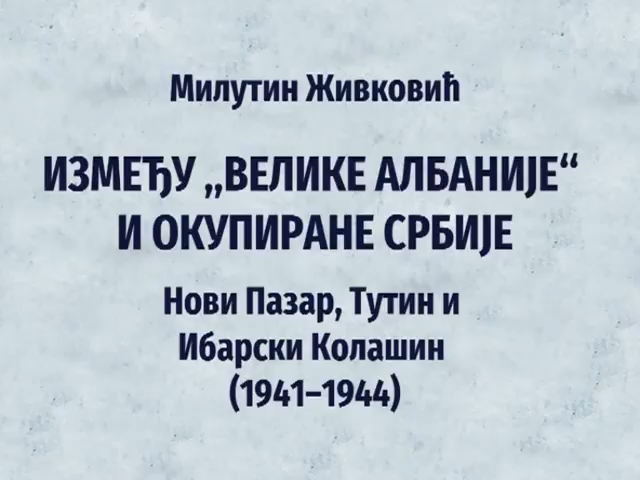 Милутин Живковић
ИЗМЕЂУ „ВЕЛИКЕ АЛБАНИЈЕ“
И ОКУПИРАНЕ СРБИЈЕ
Нови Пазар, Тутин и
Ибарски Колашин
(1941–1944)